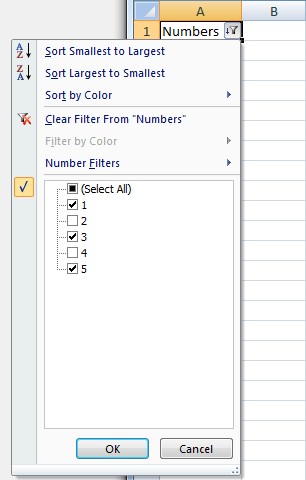 A B
1 Numbers
Sort Smallest to Largest
Sort Largest to Smallest
Sort by Color
Clear Filter From "Numbers"
Filter by Color
Number Filters
(Select All)
1
2
3
4
5
OK Cancel